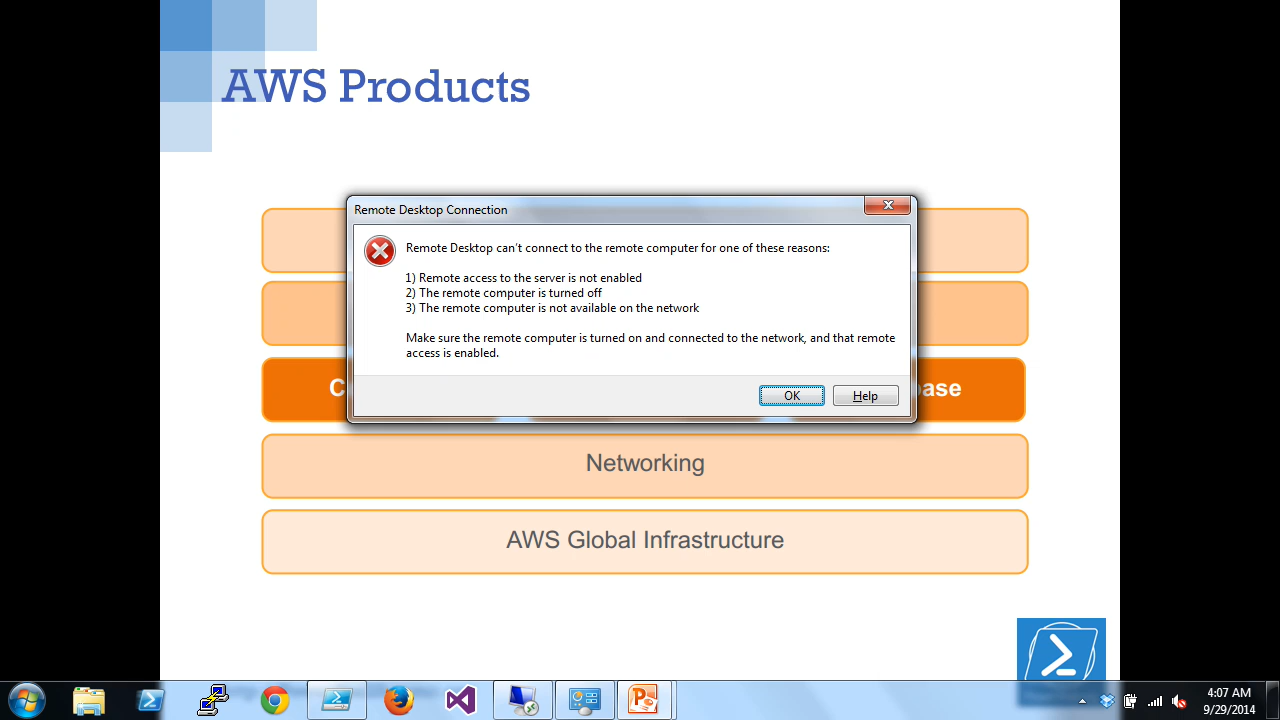 AWS Products
Remote Desktop Connection
Remote Desktop can't connect to the remote computer for one of these reasons:
1) Remote access to the server is not enabled
2) The remote computer is turned off
3) The remote computer is not available on the network
Make sure the remote computer is turned on and connected to the network, and that remote
access is enabled.
OK
Help
Networking
AWS Global Infrastructure
4:07 AM
9/29/2014